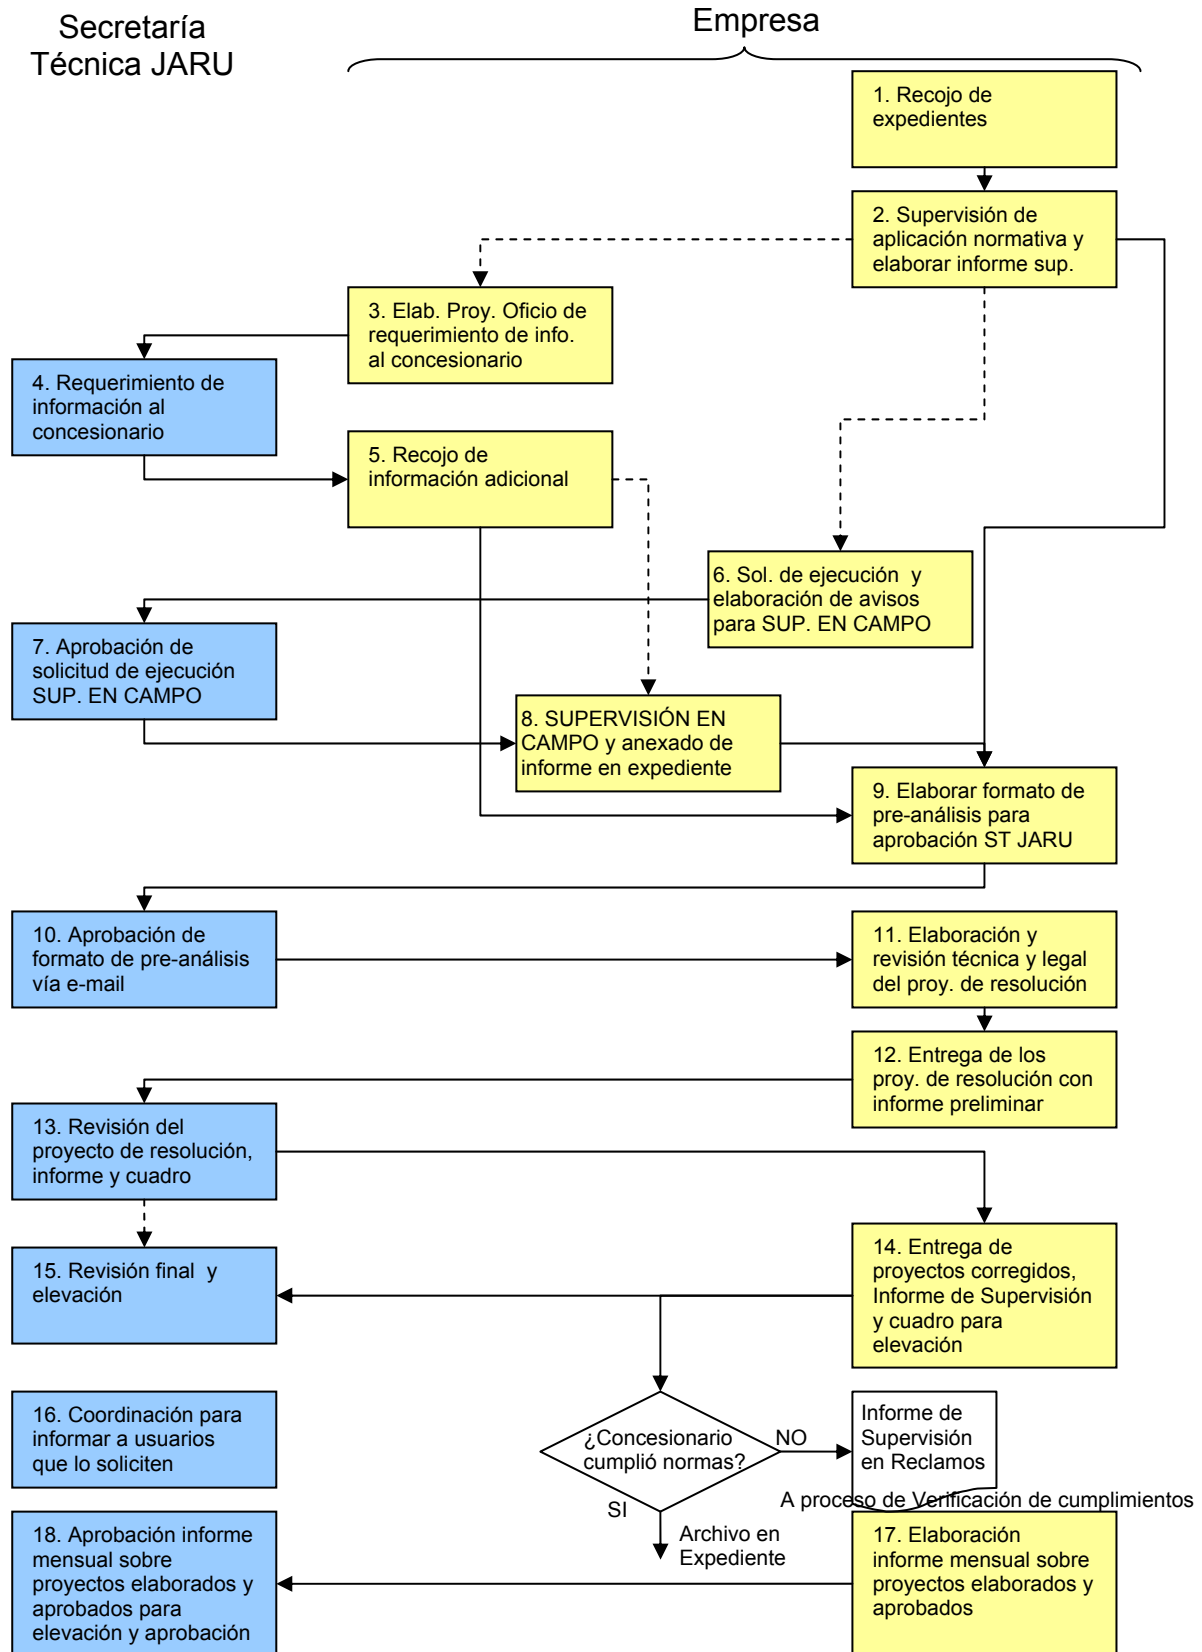 Secretaría
Técnica JARU
Empresa
1. Recojo de
expedientes
2. Supervisión de
aplicación normativa y
elaborar informe sup.
3. Elab. Proy. Oficio de
requerimiento de info.
al concesionario
4. Requerimiento de
información al
concesionario
5. Recojo de
información adicional
6. Sol. de ejecución y
elaboración de avisos
para SUP. EN CAMPO
7. Aprobación de
solicitud de ejecución
SUP. EN CAMPO
8. SUPERVISIÓN EN
CAMPO y anexado de
informe en expediente
9. Elaborar formato de
pre-análisis para
aprobación ST JARU
10. Aprobación de
formato de pre-análisis
vía e-mail
11. Elaboración y
revisión técnica y legal
del proy. de resolución
12. Entrega de los
proy. de resolución con
informe preliminar
13. Revisión del
proyecto de resolución,
informe y cuadro
14. Entrega de
proyectos corregidos,
Informe de Supervisión
y cuadro para
elevación
15. Revisión final y
elevación
16. Coordinación para
informar a usuarios
que lo soliciten
¿Concesionario
cumplió normas?
NO
Informe de
Supervisión
en Reclamos
A proceso de Verificación de cumplimientos
SI
Archivo en
Expediente
17. Elaboración
informe mensual sobre
proyectos elaborados y
aprobados
18. Aprobación informe
mensual sobre
proyectos elaborados y
aprobados para
elevación y aprobación